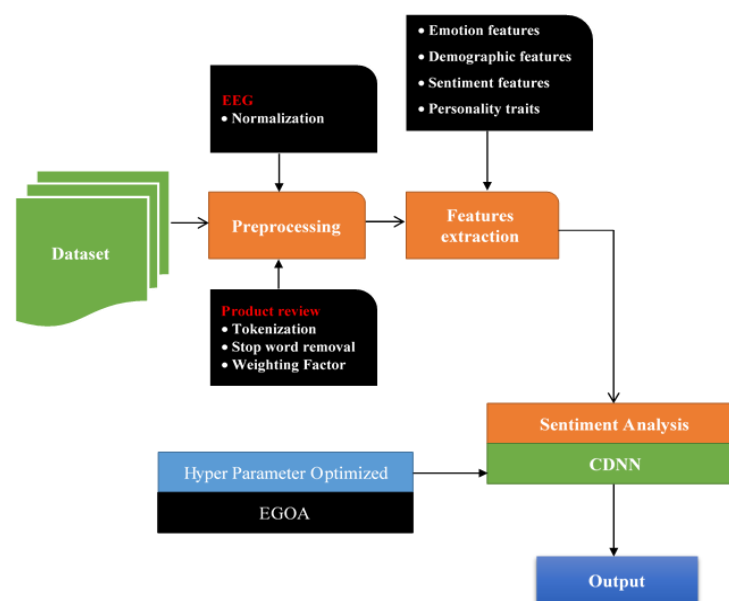 • Emotion features
• Demographic features
• Sentiment features
• Personality traits
EEG
• Normalization
Dataset
Preprocessing
Features
extraction
Product review
• Tokenization
• Stop word removal
• Weighting Factor
Sentiment Analysis
CDNN
Hyper Parameter Optimized
EGOA
Output